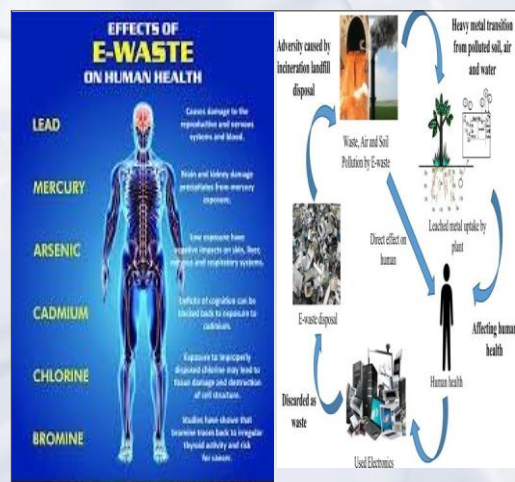 EFFECTS OF
E-WASTE
ON HUMAN HEALTH
LEAD
Causes damage to the
reproductive and nervous
systems and blood.
MERCURY
Brain and kidney damage
precipitates from mercury
exposure.
ARSENIC
Low exposure have
negative impacts on skin, liver,
nervous and respiratory systems.
CADMIUM
Deficits of cognition can be
tracked back to exposure to
cadmium.
CHLORINE
Exposure to improperly
disposed chlorine may lead to
tissue damage and destruction
of cell structure.
BROMINE
Studies have shown that
bromine traces back to irregular
thyroid activity and risk
for cancer.
Adversity caused by
incineration landfill
disposal
Heavy metal transition
from polluted soil, air
and water
Waste, Air and Soil
Pollution by E-waste
Leached metal uptake by
plant
Direct effect on
human
E-waste disposal
Affecting human
health
Human health
Discarded as
waste
Used Electronics